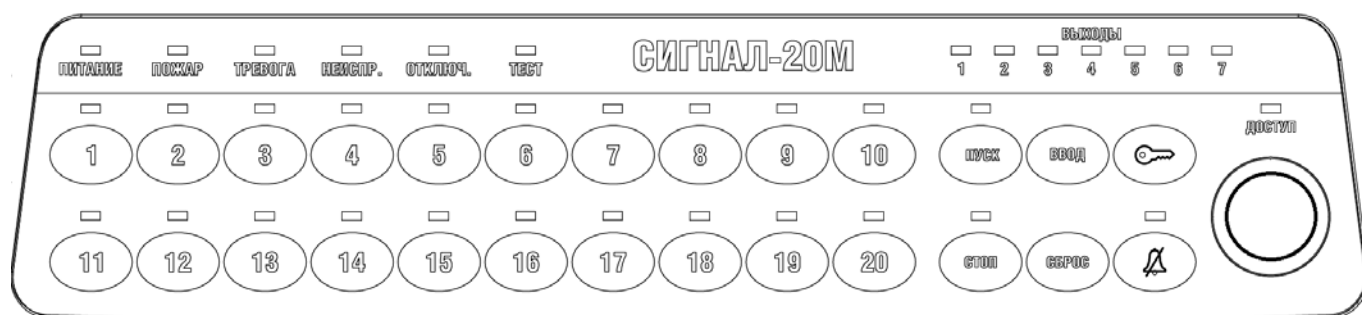 ВЫХОДЫ
ПИТАНИЕ ПОЖАР ТРЕВОГА НЕИСПР. ОТКЛЮЧ. ТЕСТ СИГНАЛ-20М 1 2 3 4 5 6 7
ДОСТУП
1 2 3 4 5 6 7 8 9 10 ПУСК ВВОД
11 12 13 14 15 16 17 18 19 20 СТОП СБРОС